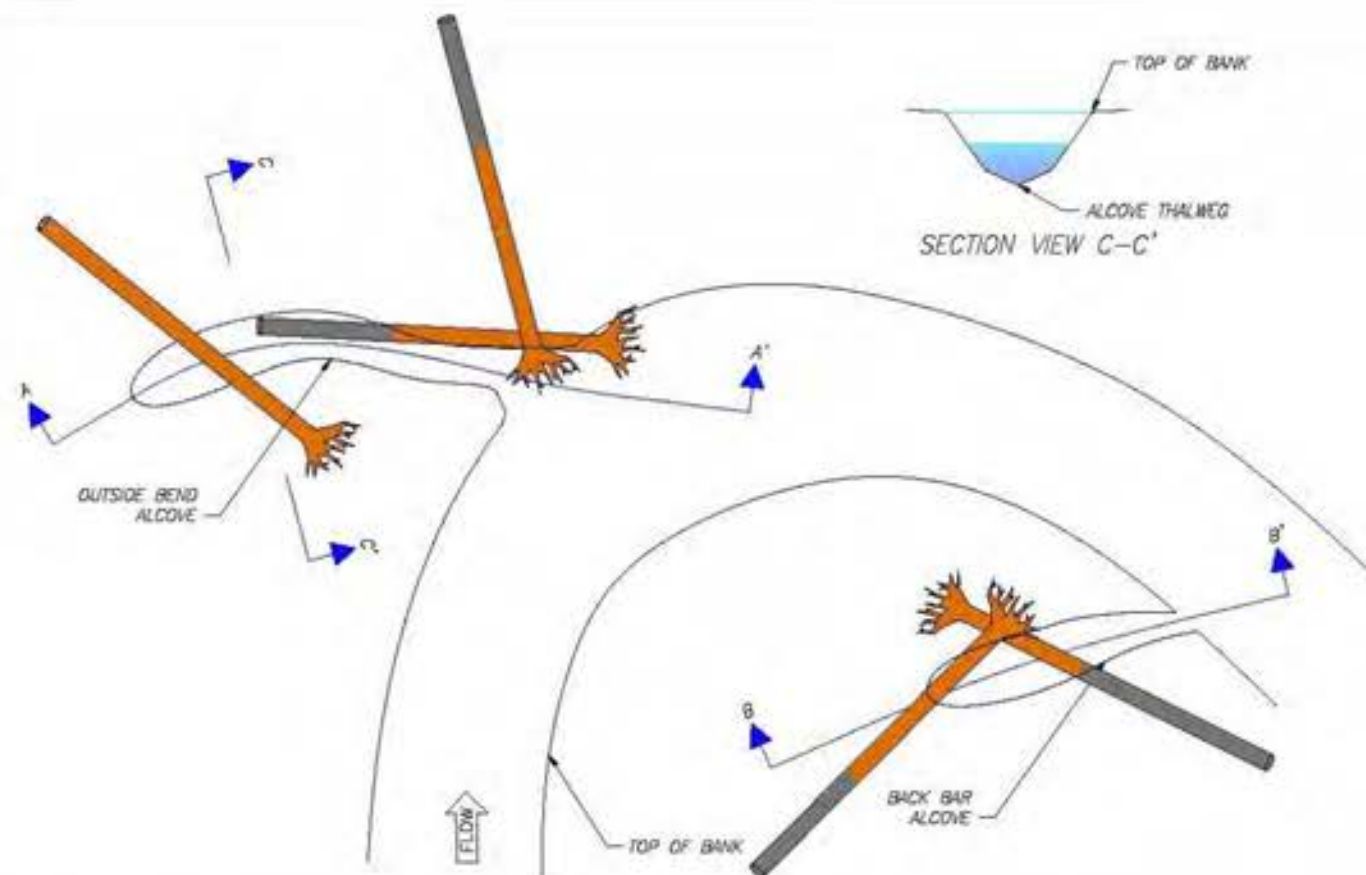 TOP OF BANK
ALCOVE THALWEG
SECTION VIEW C-C'
C
A
A'
OUTSIDE BEND
ALCOVE
C'
B'
B
BACK BAR
ALCOVE
FLOW
TOP OF BANK